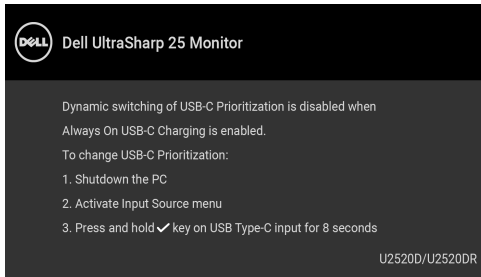 DELL Dell UltraSharp 25 Monitor
Dynamic switching of USB-C Prioritization is disabled when
Always On USB-C Charging is enabled.
To change USB-C Prioritization:
1. Shutdown the PC
2. Activate Input Source menu
3. Press and hold ✓ key on USB Type-C input for 8 seconds
U2520D/U2520DR